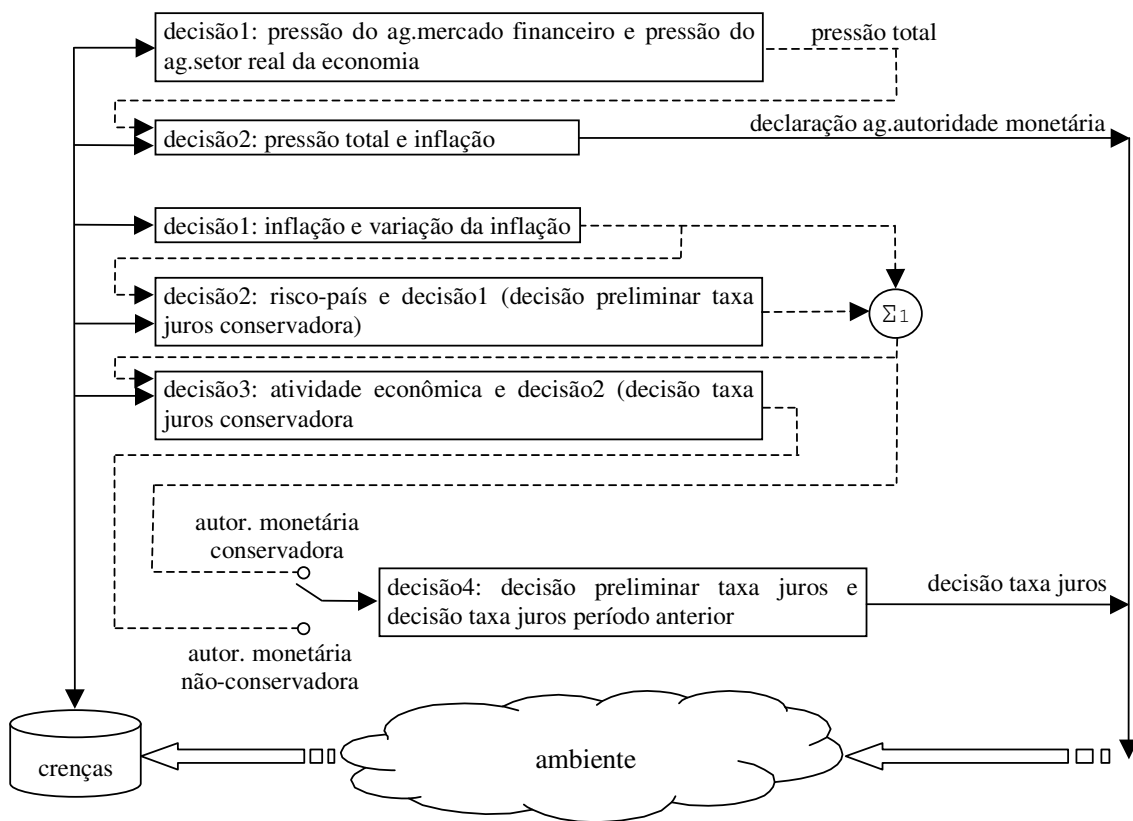 decisão1: pressão do ag.mercado financeiro e pressão do
ag.setor real da economia
pressão total
decisão2: pressão total e inflação
declaração ag.autoridade monetária
decisão1: inflação e variação da inflação
decisão2: risco-país e decisão1 (decisão preliminar taxa
juros conservadora)
Σ1
decisão3: atividade econômica e decisão2 (decisão taxa
juros conservadora
autor. monetária
conservadora
decisão4: decisão preliminar taxa juros e
decisão taxa juros período anterior
decisão taxa juros
autor. monetária
não-conservadora
crenças
ambiente